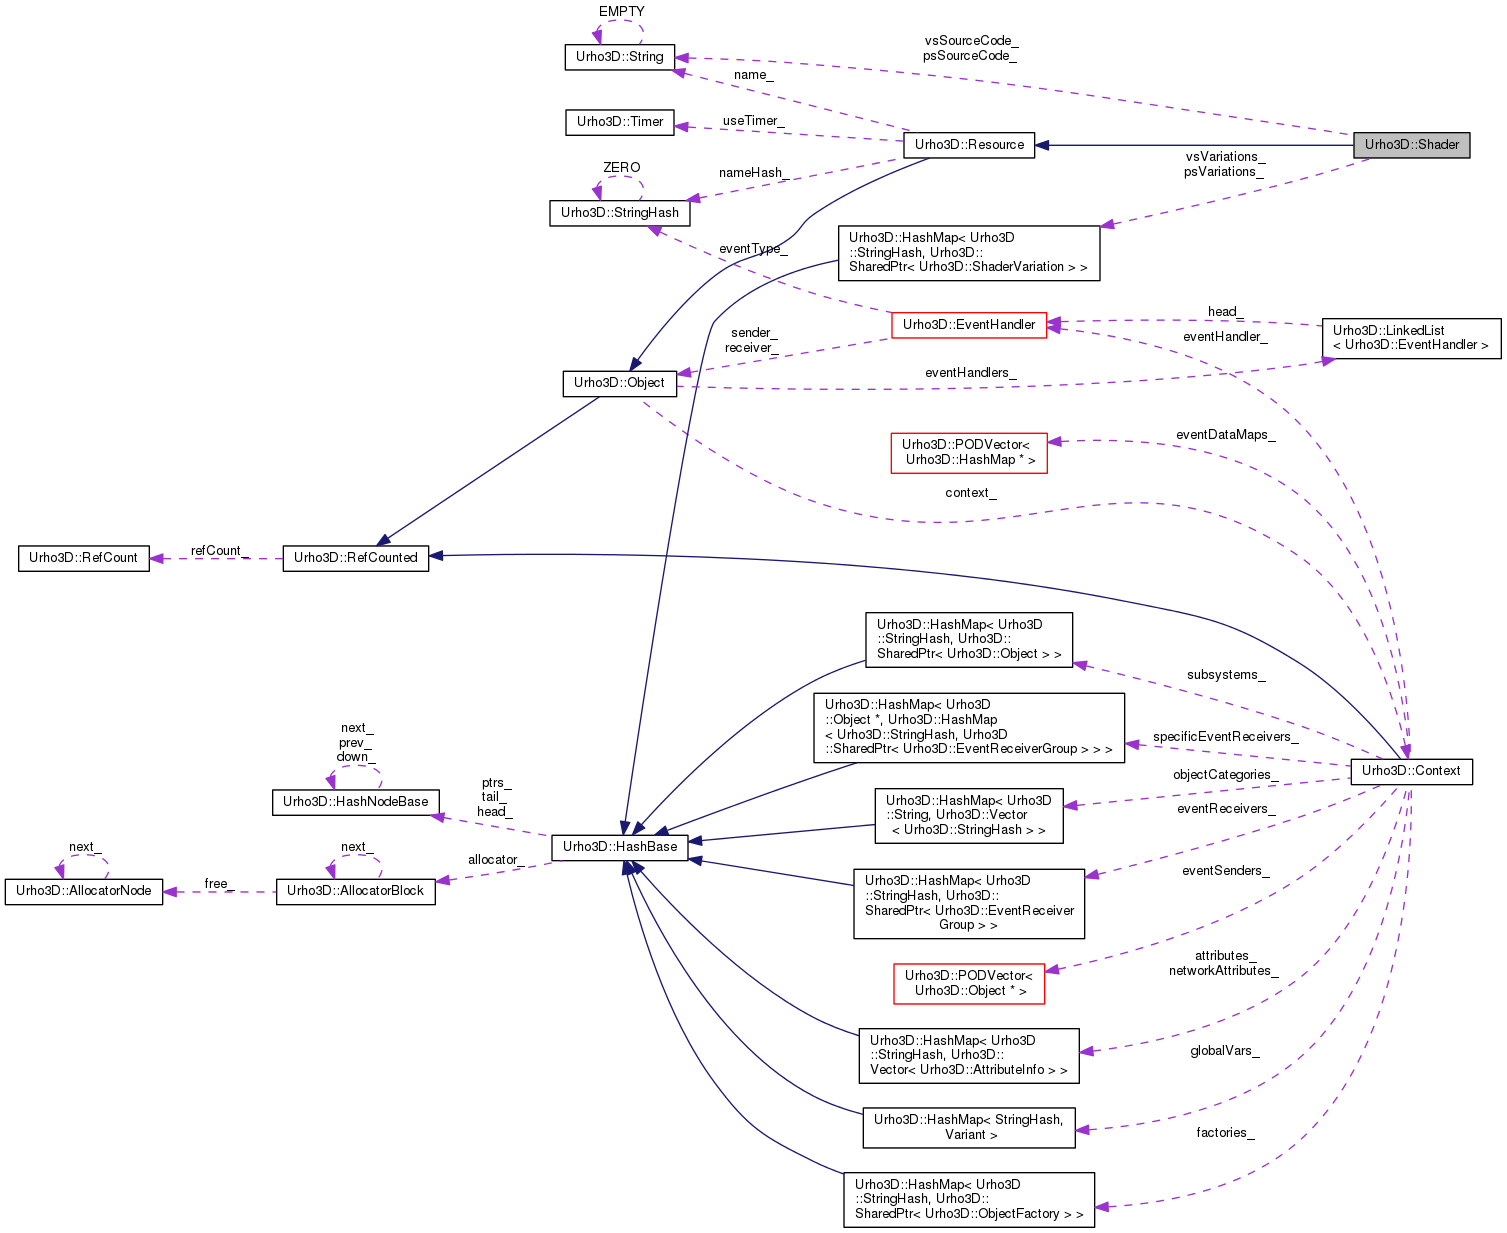 EMPTY
Urho3D::String
vsSourceCode_
psSourceCode_
name_
Urho3D::Timer
useTimer_
Urho3D::Resource
Urho3D::Shader
ZERO
nameHash_
vsVariations_
psVariations_
Urho3D::StringHash
eventType_
Urho3D::HashMap< Urho3D
::StringHash, Urho3D::
SharedPtr< Urho3D::ShaderVariation > >
Urho3D::EventHandler
head_
Urho3D::LinkedList
< Urho3D::EventHandler >
sender_
receiver_
eventHandler_
Urho3D::Object
eventHandlers_
Urho3D::PODVector<
Urho3D::HashMap * >
eventDataMaps_
context_
Urho3D::RefCount
refCount_
Urho3D::RefCounted
Urho3D::HashMap< Urho3D
::StringHash, Urho3D::
SharedPtr< Urho3D::Object > >
subsystems_
Urho3D::HashMap< Urho3D
::Object *, Urho3D::HashMap
< Urho3D::StringHash, Urho3D
::SharedPtr< Urho3D::EventReceiverGroup > > >
specificEventReceivers_
Urho3D::Context
next_
prev_
down_
Urho3D::HashNodeBase
ptrs_
tail_
head_
objectCategories_
Urho3D::HashMap< Urho3D
::String, Urho3D::Vector
< Urho3D::StringHash > >
eventReceivers_
Urho3D::HashBase
next_
Urho3D::AllocatorNode
free_
next_
Urho3D::AllocatorBlock
allocator_
Urho3D::HashMap< Urho3D
::StringHash, Urho3D::
SharedPtr< Urho3D::EventReceiver
Group > >
eventSenders_
Urho3D::PODVector<
Urho3D::Object * >
attributes_
networkAttributes_
Urho3D::HashMap< Urho3D
::StringHash, Urho3D::
Vector< Urho3D::AttributeInfo > >
globalVars_
Urho3D::HashMap< StringHash,
Variant >
factories_
Urho3D::HashMap< Urho3D
::StringHash, Urho3D::
SharedPtr< Urho3D::ObjectFactory > >